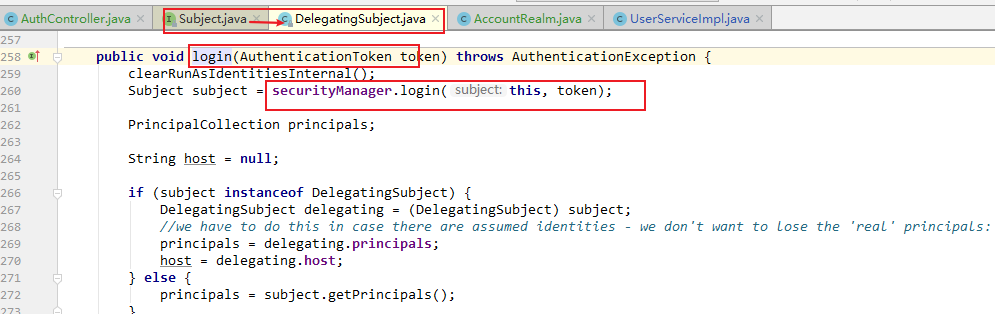 AuthController.java × Subject.java × DelegatingSubject.java × AccountRealm.java × UserServiceImpl.java ×
257
258 public void login(AuthenticationToken token) throws AuthenticationException {
259 clearRunAsIdentitiesInternal();
260 Subject subject = securityManager.login( subject: this, token);
261
262 PrincipalCollection principals;
263
264 String host = null;
265
266 if (subject instanceof DelegatingSubject) {
267 DelegatingSubject delegating = (DelegatingSubject) subject;
268 //we have to do this in case there are assumed identities - we don't want to lose the 'real' principals:
269 principals = delegating.principals;
270 host = delegating.host;
271 } else {
272 principals = subject.getPrincipals();
273 }